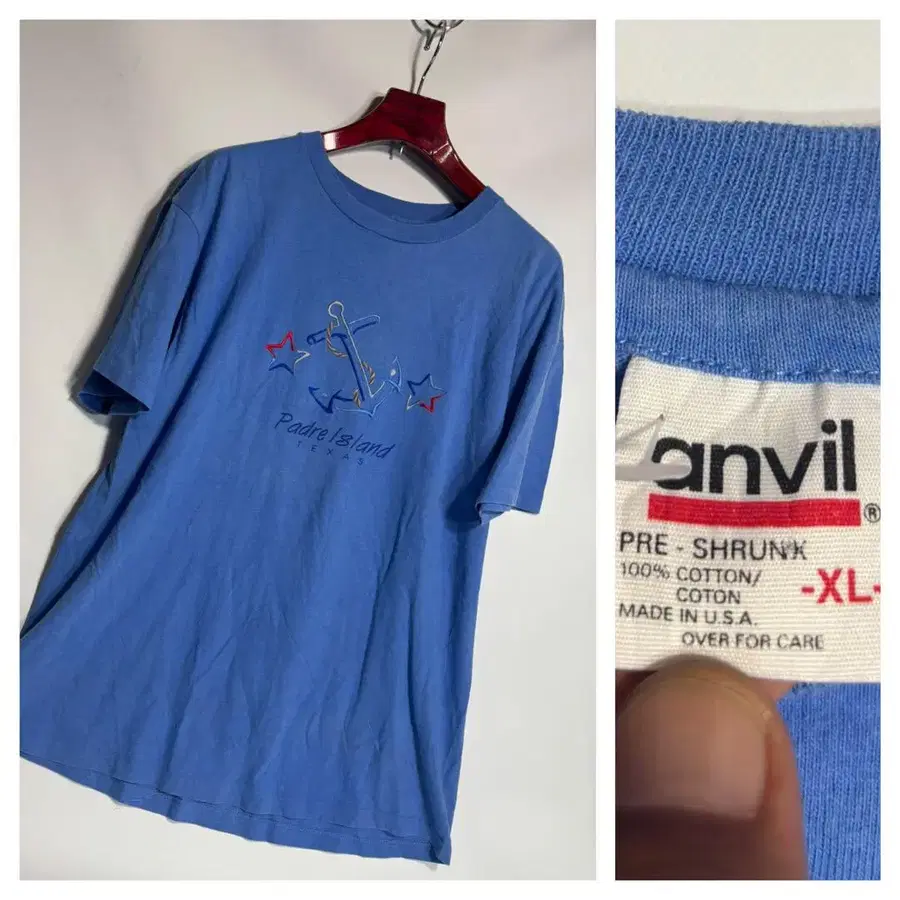 Padre Island
TEXAS
anvil
®
PRE - SHRUNK
100% COTTON/
COTON
-XL-
MADE IN U.S.A.
OVER FOR CARE